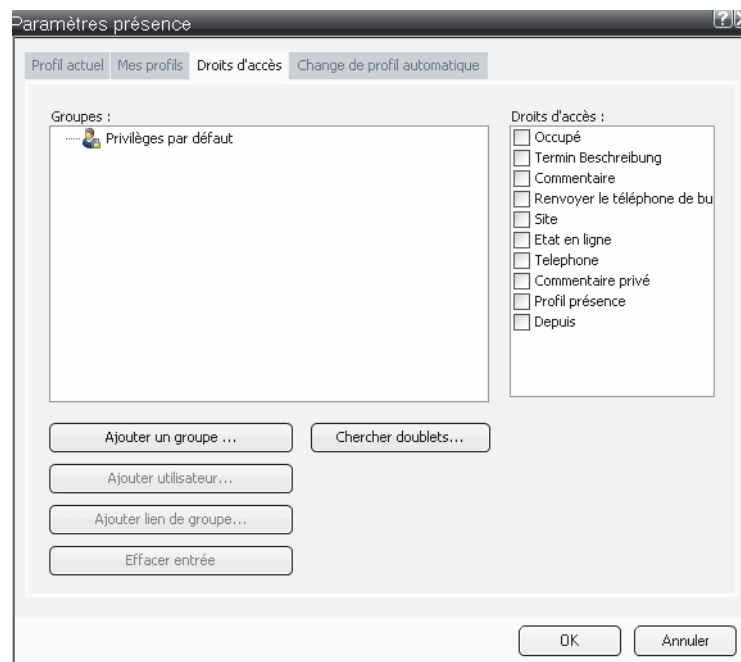 Paramètres présence
Profil actuel Mes profils Droits d'accès Change de profil automatique
Groupes :
Privilèges par défaut
Droits d'accès :
Occupé
Termin Beschreibung
Commentaire
Renvoyer le téléphone de bu
Site
Etat en ligne
Telephone
Commentaire privé
Profil présence
Depuis
Ajouter un groupe ...
Chercher doublets...
Ajouter utilisateur...
Ajouter lien de groupe...
Effacer entrée
OK
Annuler